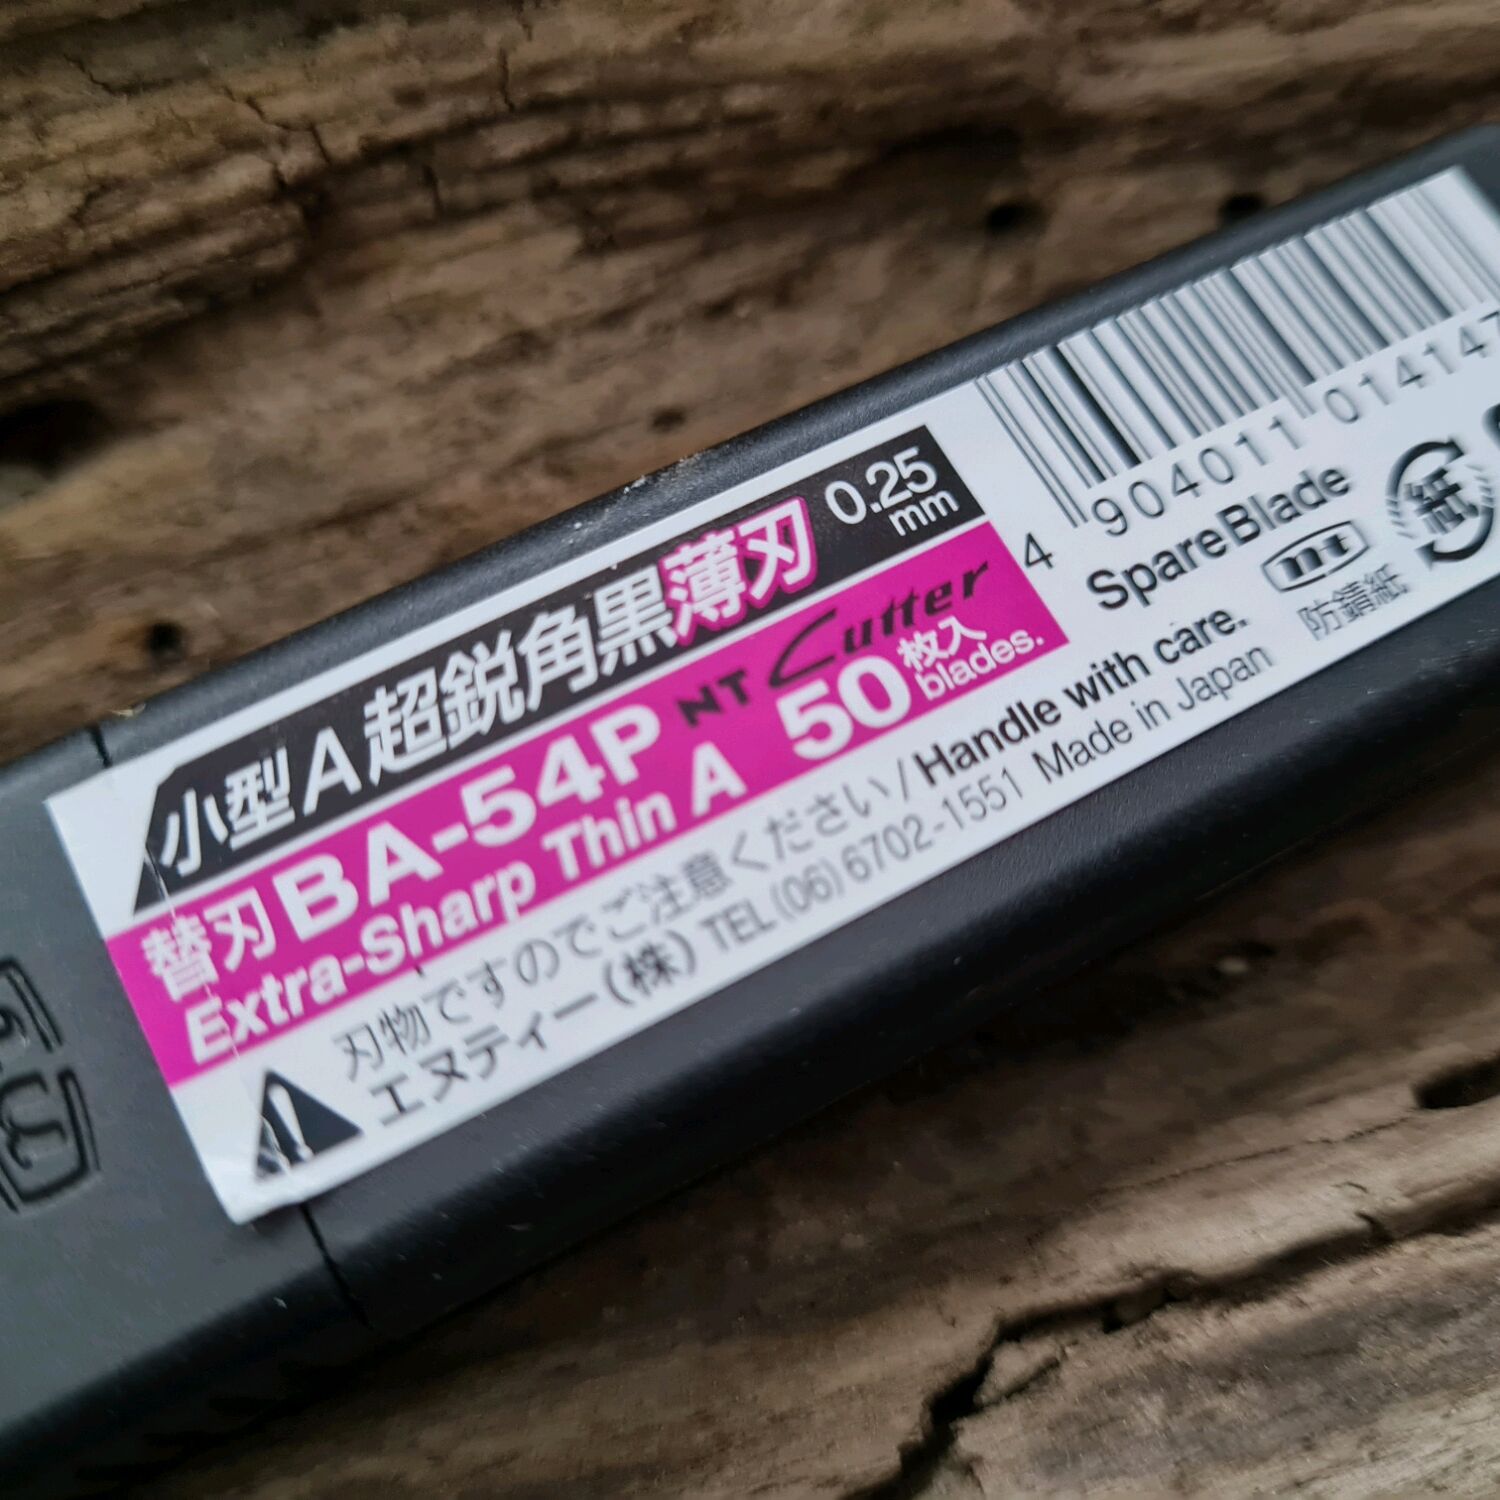 小型A超鋭角黒薄刃 0.25 mm
替刃 BA-54P NT Cutter
Extra-Sharp Thin A 50 枚入 blades.
刃物ですのでご注意ください/Handle with care.
エヌティー(株) TEL (06) 6702-1551 Made in Japan
4 904011 014147
Spare Blade
nt
防錆紙
紙